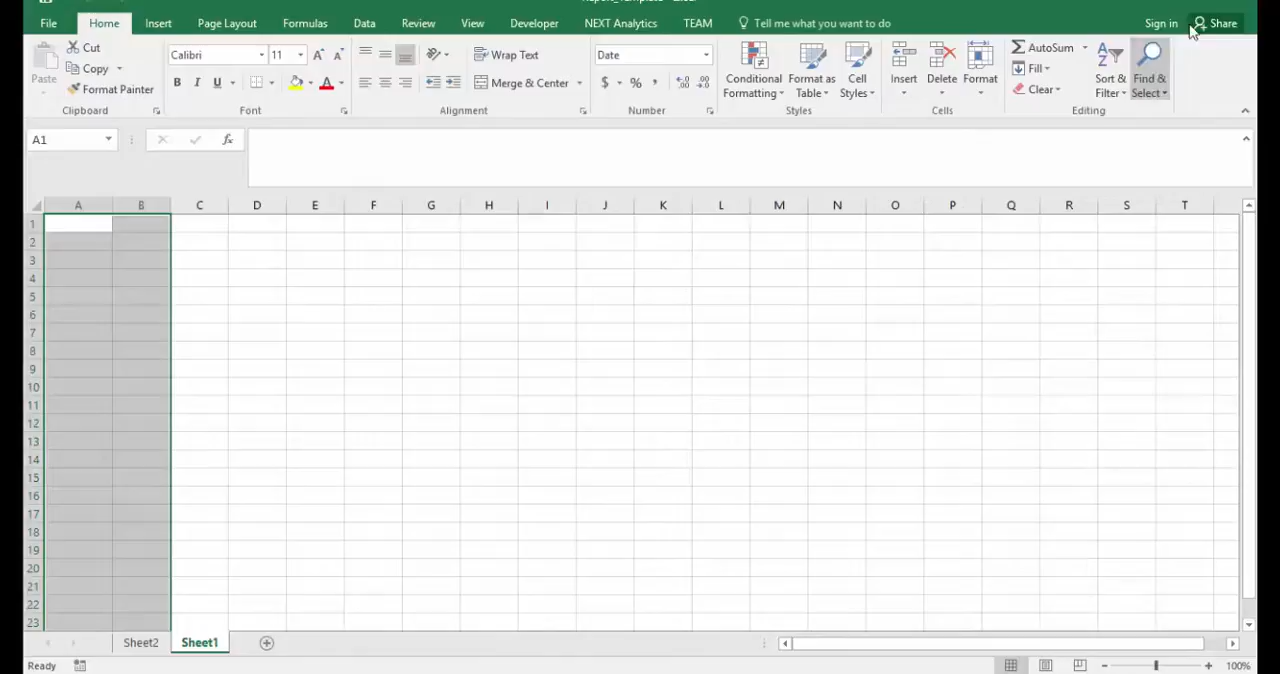 File Home Insert Page Layout Formulas Data Review View Developer NEXT Analytics TEAM Tell me what you want to do Sign in Share
Paste
Cut
Copy
Format Painter
Clipboard
Calibri 11
B I U
Font
Wrap Text
Merge & Center
Alignment
Date
$ % ,
Number
Conditional
Formatting
Format as
Table
Cell
Styles
Styles
Insert
Delete
Format
Cells
AutoSum
Fill
Clear
Sort &
Filter
Find &
Select
Editing
A1 fx
A B C D E F G H I J K L M N O P Q R S T
1
2
3
4
5
6
7
8
9
10
11
12
13
14
15
16
17
18
19
20
21
22
23
Sheet2 Sheet1
Ready 100%